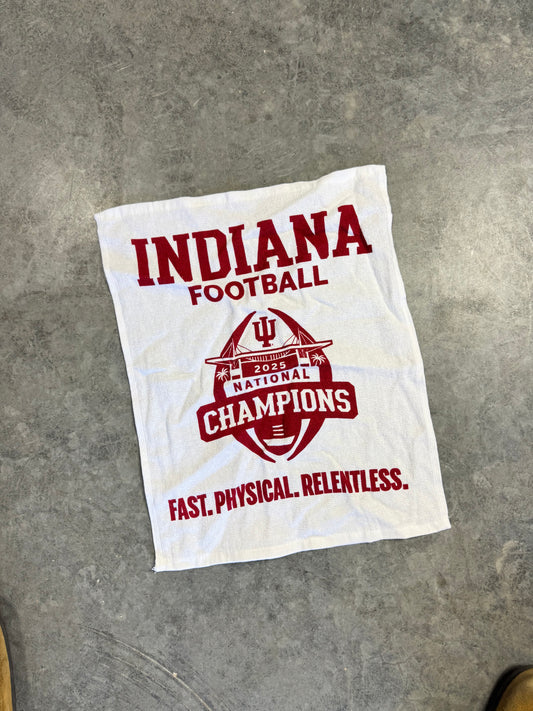 INDIANA
FOOTBALL
IU
2025
NATIONAL
CHAMPIONS
FAST. PHYSICAL. RELENTLESS.